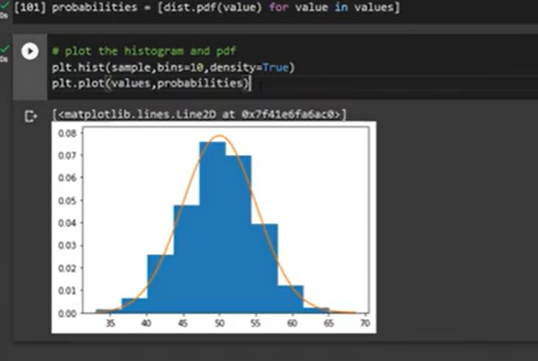 [101] probabilities = [dist.pdf(value) for value in values]
# plot the histogram and pdf
plt.hist(sample,bins=10,density=True)
plt.plot(values,probabilities)
[<matplotlib.lines.Line2D at 0x7f41e6fa6ac0>]
0.08
0.07
0.06
0.05
0.04
0.03
0.02
0.01
0.00
35 40 45 50 55 60 65 70